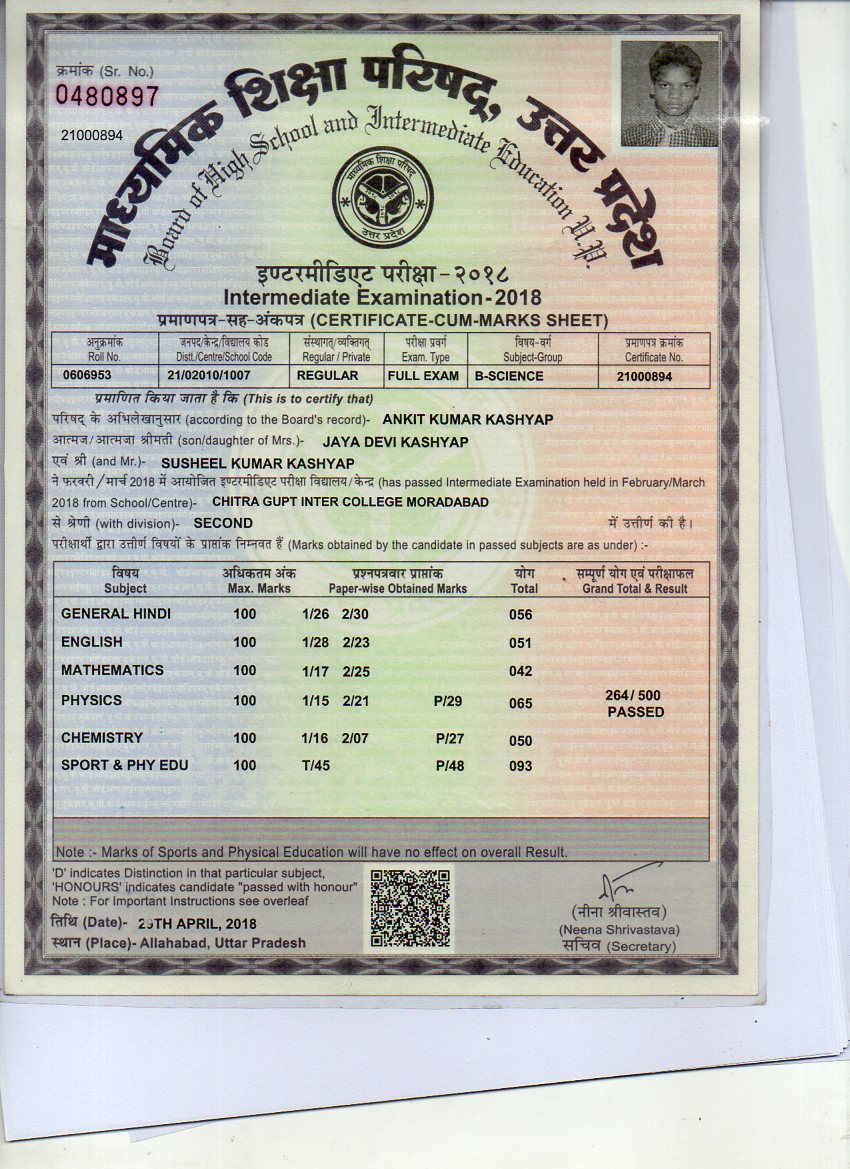 क्रमांक (Sr. No.)
0480897
21000894
माध्यमिक शिक्षा परिषद्, उत्तर प्रदेश
Board of High School and Intermediate Education U.P.
माध्यमिक शिक्षा परिषद्
उत्तर प्रदेश
इण्टरमीडिएट परीक्षा-२०१८
Intermediate Examination-2018
प्रमाणपत्र-सह-अंकपत्र (CERTIFICATE-CUM-MARKS SHEET)
अनुक्रमांक जनपद/केन्द्र/विद्यालय कोड संस्थागत/व्यक्तिगत् परीक्षा प्रवर्ग विषय-वर्ग प्रमाणपत्र क्रमांक
Roll No. Distt./Centre/School Code Regular / Private Exam. Type Subject-Group Certificate No.
0606953 21/02010/1007 REGULAR FULL EXAM B-SCIENCE 21000894
प्रमाणित किया जाता है कि (This is to certify that)
परिषद् के अभिलेखानुसार (according to the Board's record)- ANKIT KUMAR KASHYAP
आत्मज/आत्मजा श्रीमती (son/daughter of Mrs.)- JAYA DEVI KASHYAP
एवं श्री (and Mr.)- SUSHEEL KUMAR KASHYAP
ने फरवरी/मार्च 2018 में आयोजित इण्टरमीडिएट परीक्षा विद्यालय/केन्द्र (has passed Intermediate Examination held in February/March
2018 from School/Centre)- CHITRA GUPT INTER COLLEGE MORADABAD
से श्रेणी (with division)- SECOND में उत्तीर्ण की है।
परीक्षार्थी द्वारा उत्तीर्ण विषयों के प्राप्तांक निम्नवत हैं (Marks obtained by the candidate in passed subjects are as under) :-
विषय अधिकतम अंक प्रश्नपत्रवार प्राप्तांक योग सम्पूर्ण योग एवं परीक्षाफल
Subject Max. Marks Paper-wise Obtained Marks Total Grand Total & Result
GENERAL HINDI 100 1/26 2/30 056
ENGLISH 100 1/28 2/23 051
MATHEMATICS 100 1/17 2/25 042
PHYSICS 100 1/15 2/21 P/29 065 264/500
PASSED
CHEMISTRY 100 1/16 2/07 P/27 050
SPORT & PHY EDU 100 T/45 P/48 093
Note :- Marks of Sports and Physical Education will have no effect on overall Result.
'D' indicates Distinction in that particular subject,
'HONOURS' indicates candidate "passed with honour"
Note : For Important Instructions see overleaf
तिथि (Date)- 29TH APRIL, 2018
स्थान (Place)- Allahabad, Uttar Pradesh
(नीना श्रीवास्तव)
(Neena Shrivastava)
सचिव (Secretary)